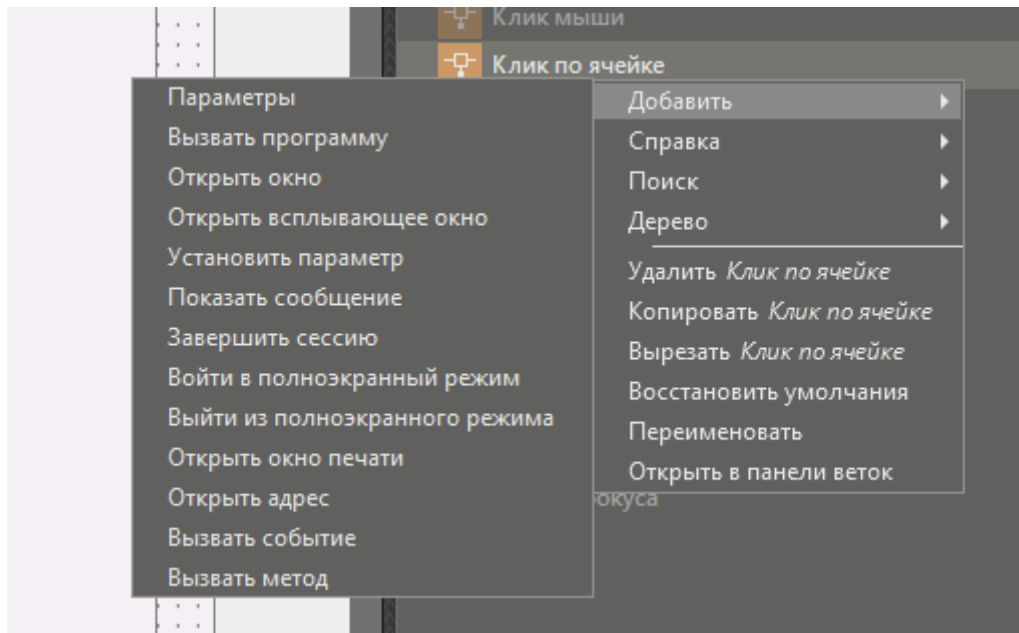 Клик мыши
Клик по ячейке
Параметры
Вызвать программу
Открыть окно
Открыть всплывающее окно
Установить параметр
Показать сообщение
Завершить сессию
Войти в полноэкранный режим
Выйти из полноэкранного режима
Открыть окно печати
Открыть адрес
Вызвать событие
Вызвать метод
Добавить
Справка
Поиск
Дерево
Удалить Клик по ячейке
Копировать Клик по ячейке
Вырезать Клик по ячейке
Восстановить умолчания
Переименовать
Открыть в панели веток
окуса